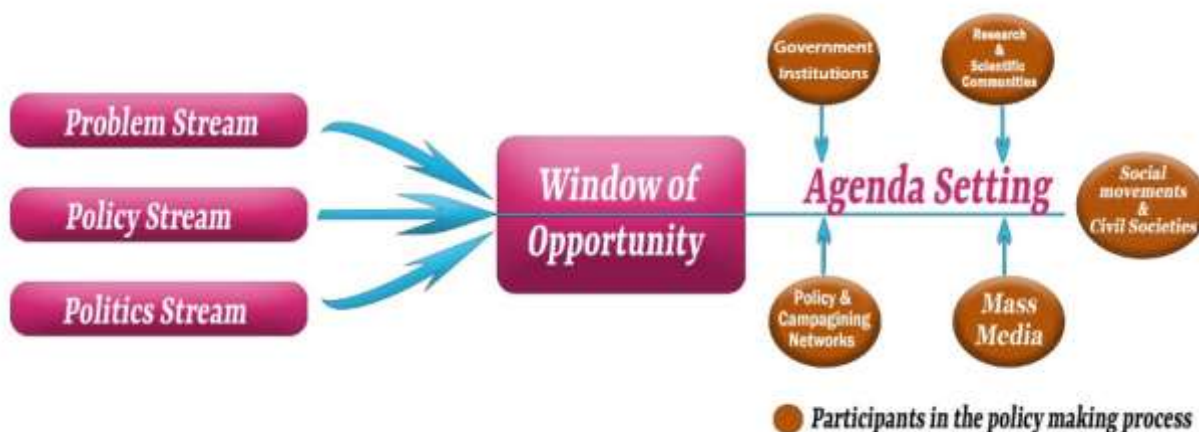 Problem Stream
Policy Stream
Politics Stream
Window of
Opportunity
Government
Institutions
Research
&
Scientific
Communities
Agenda Setting
Social
movements
&
Civil Societies
Policy &
Campagining
Networks
Mass
Media
Participants in the policy making process